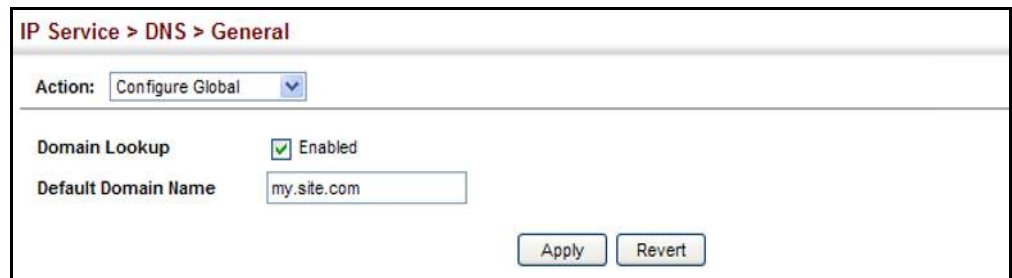 IP Service > DNS > General
Action: Configure Global
Domain Lookup Enabled
Default Domain Name my.site.com
Apply Revert